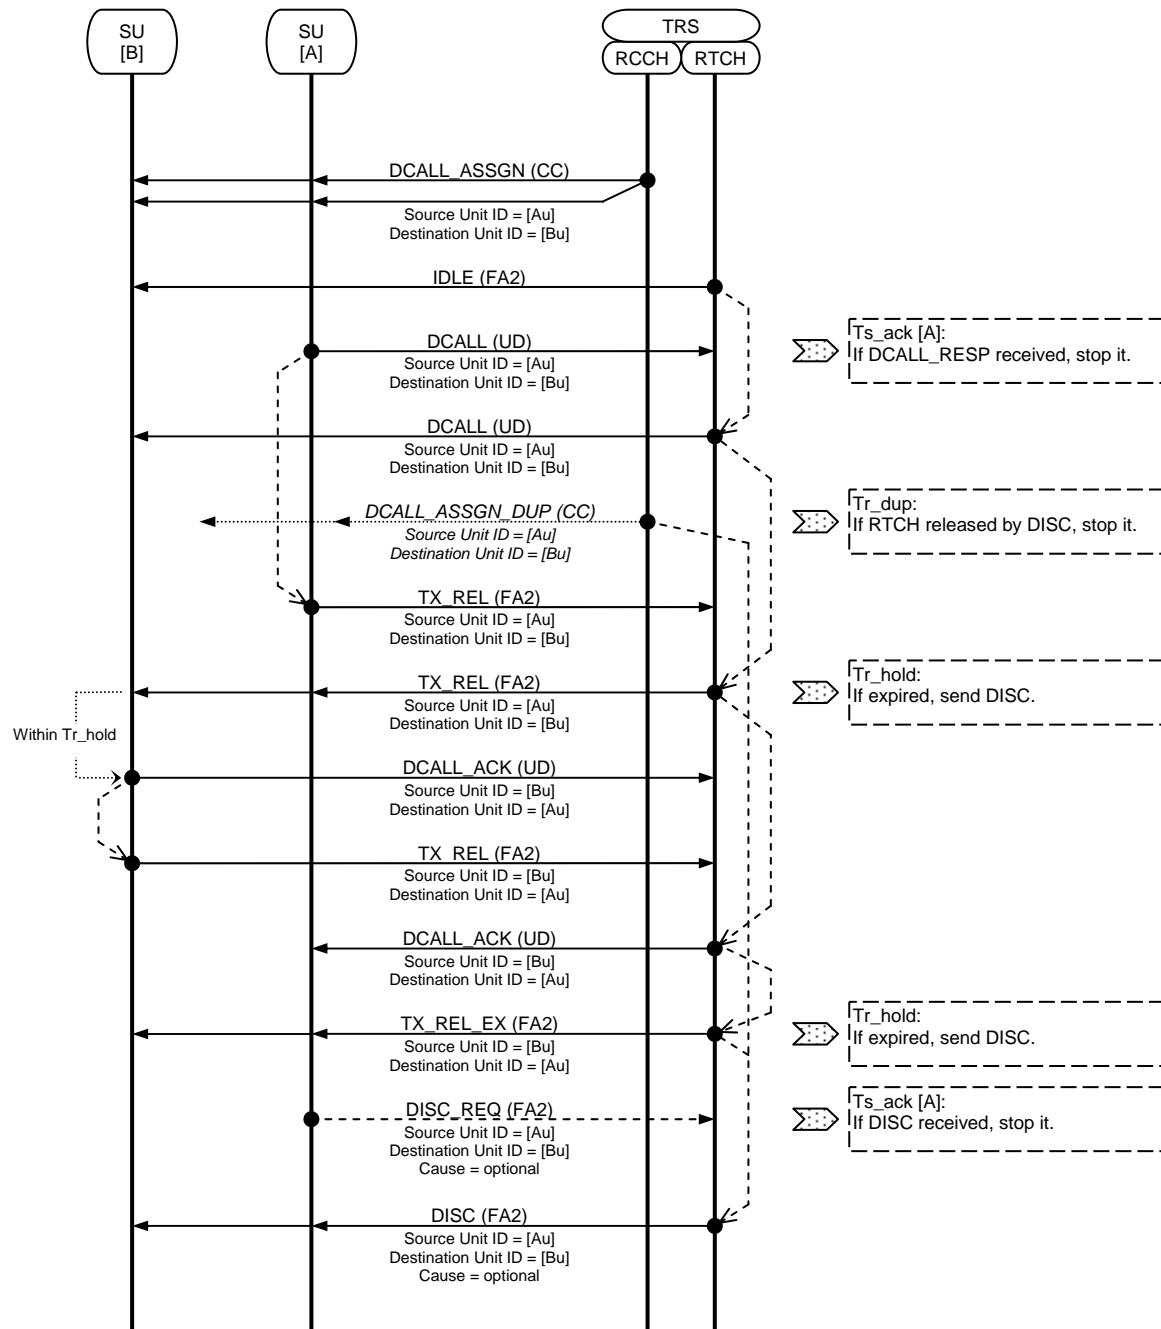 SU
[B]
SU
[A]
TRS
RCCH
RTCH
DCALL_ASSGN (CC)
Source Unit ID = [Au]
Destination Unit ID = [Bu]
IDLE (FA2)
DCALL (UD)
Source Unit ID = [Au]
Destination Unit ID = [Bu]
Ts_ack [A]:
If DCALL_RESP received, stop it.
DCALL (UD)
Source Unit ID = [Au]
Destination Unit ID = [Bu]
DCALL_ASSGN_DUP (CC)
Source Unit ID = [Au]
Destination Unit ID = [Bu]
Tr_dup:
If RTCH released by DISC, stop it.
TX_REL (FA2)
Source Unit ID = [Au]
Destination Unit ID = [Bu]
TX_REL (FA2)
Source Unit ID = [Au]
Destination Unit ID = [Bu]
Tr_hold:
If expired, send DISC.
Within Tr_hold
DCALL_ACK (UD)
Source Unit ID = [Bu]
Destination Unit ID = [Au]
TX_REL (FA2)
Source Unit ID = [Bu]
Destination Unit ID = [Au]
DCALL_ACK (UD)
Source Unit ID = [Bu]
Destination Unit ID = [Au]
TX_REL_EX (FA2)
Source Unit ID = [Bu]
Destination Unit ID = [Au]
Tr_hold:
If expired, send DISC.
DISC_REQ (FA2)
Source Unit ID = [Au]
Destination Unit ID = [Bu]
Cause = optional
Ts_ack [A]:
If DISC received, stop it.
DISC (FA2)
Source Unit ID = [Au]
Destination Unit ID = [Bu]
Cause = optional